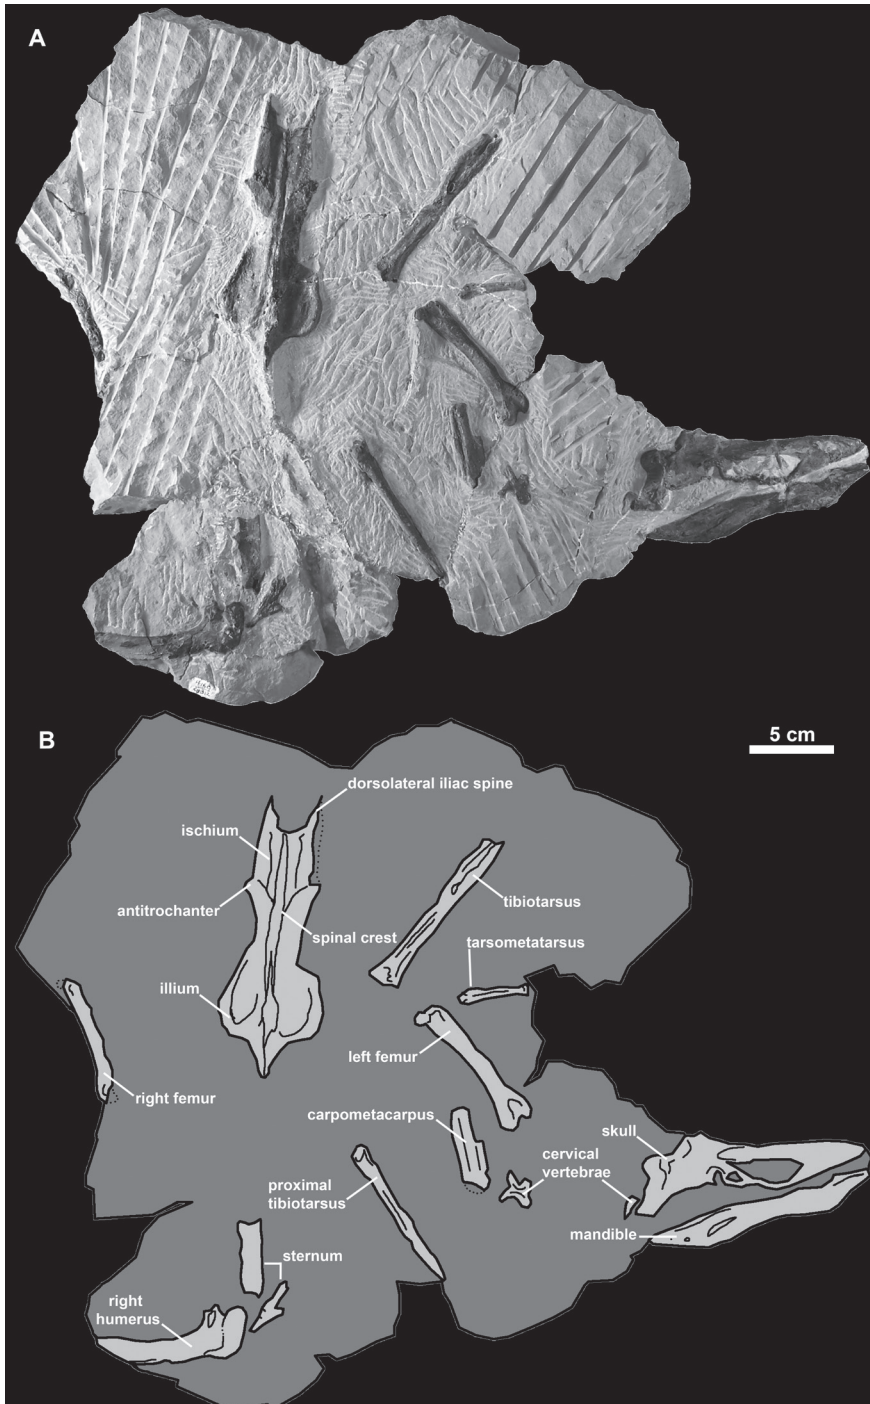 A
B
5 cm
dorsolateral iliac spine
ischium
antitrochanter
spinal crest
tibiotarsus
tarsometatarsus
illium
left femur
right femur
carpometacarpus
skull
cervical
vertebrae
proximal
tibiotarsus
mandible
sternum
right
humerus